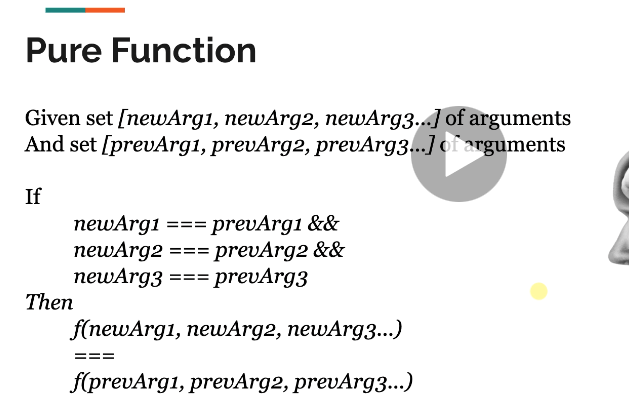 Pure Function
Given set [newArg1, newArg2, newArg3...] of arguments
And set [prevArg1, prevArg2, prevArg3...] of arguments
If
newArg1 === prevArg1 &&
newArg2 === prevArg2 &&
newArg3 === prevArg3
Then
f(newArg1, newArg2, newArg3...)
===
f(prevArg1, prevArg2, prevArg3...)